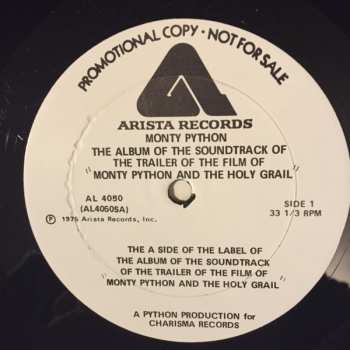 PROMOTIONAL COPY • NOT FOR SALE
ARISTA RECORDS
MONTY PYTHON
THE ALBUM OF THE SOUNDTRACK OF
THE TRAILER OF THE FILM OF
"MONTY PYTHON AND THE HOLY GRAIL"
AL 4050
(AL4050SA)
SIDE 1
33 1/3 RPM
Ⓟ 1975 Arista Records, Inc.
THE A SIDE OF THE LABEL OF
THE ALBUM OF THE SOUNDTRACK
OF THE TRAILER OF THE FILM OF
"MONTY PYTHON AND THE HOLY GRAIL"
A PYTHON PRODUCTION for
CHARISMA RECORDS